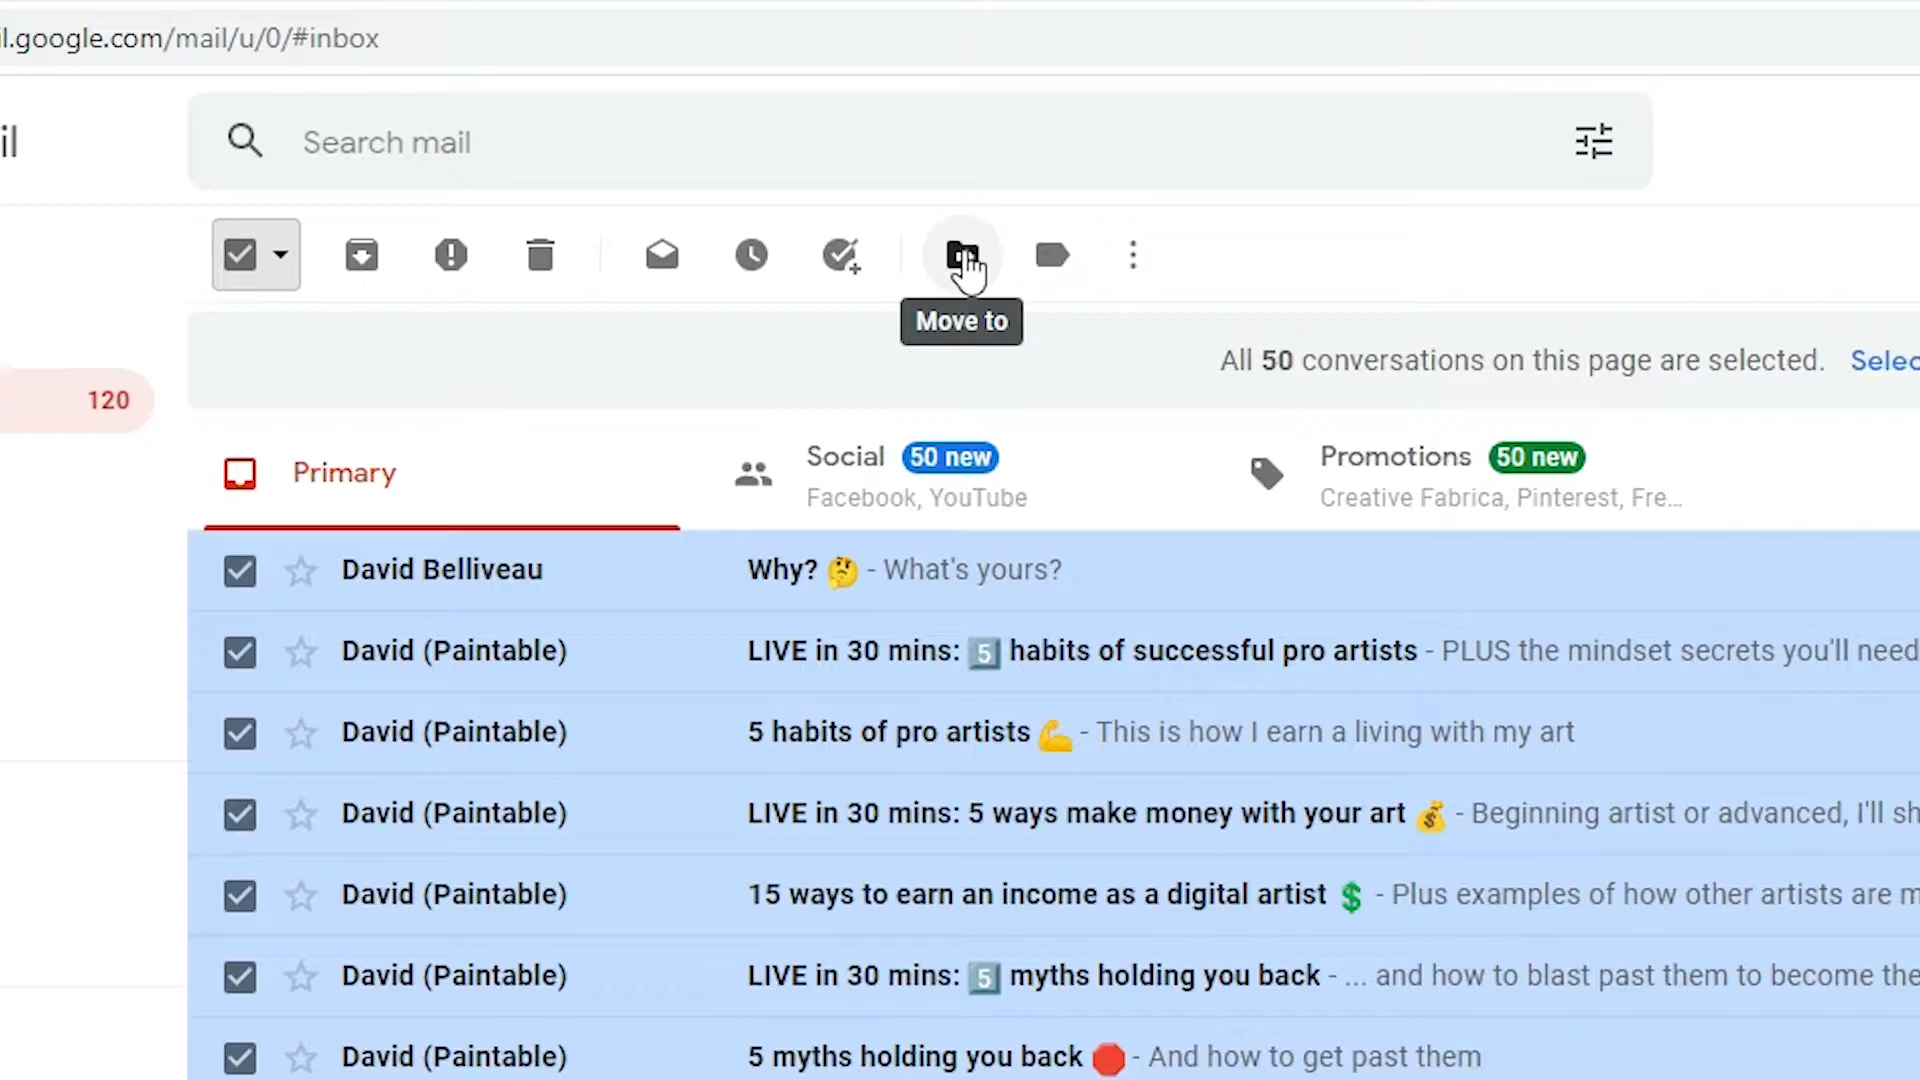 l.google.com/mail/u/0/#inbox
il
Search mail
Move to
All 50 conversations on this page are selected. Selec
120
Primary
Social 50 new
Facebook, YouTube
Promotions 50 new
Creative Fabrica, Pinterest, Fre...
David Belliveau Why? 🤔 - What's yours?
David (Paintable) LIVE in 30 mins: 5️⃣ habits of successful pro artists - PLUS the mindset secrets you'll need
David (Paintable) 5 habits of pro artists 💪 - This is how I earn a living with my art
David (Paintable) LIVE in 30 mins: 5 ways make money with your art 💰 - Beginning artist or advanced, I'll sh
David (Paintable) 15 ways to earn an income as a digital artist 💲 - Plus examples of how other artists are m
David (Paintable) LIVE in 30 mins: 5️⃣ myths holding you back - ... and how to blast past them to become the
David (Paintable) 5 myths holding you back 🛑 - And how to get past them